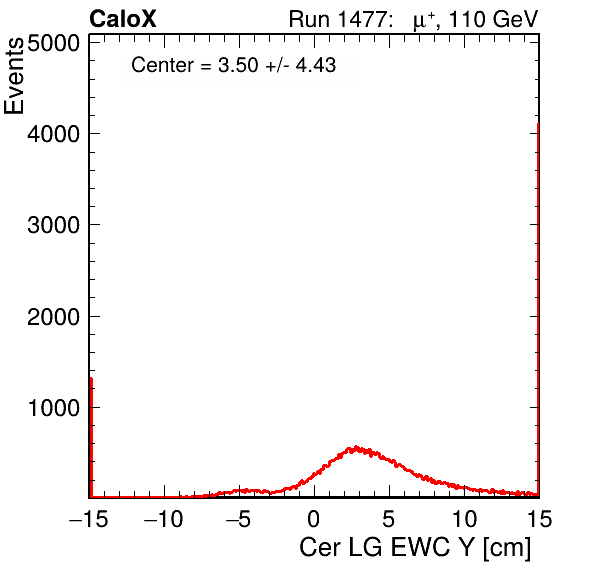 CaloX Run 1477: μ⁺, 110 GeV
Events
5000
Center = 3.50 +/- 4.43
4000
3000
2000
1000
−15 −10 −5 0 5 10 15
Cer LG EWC Y [cm]